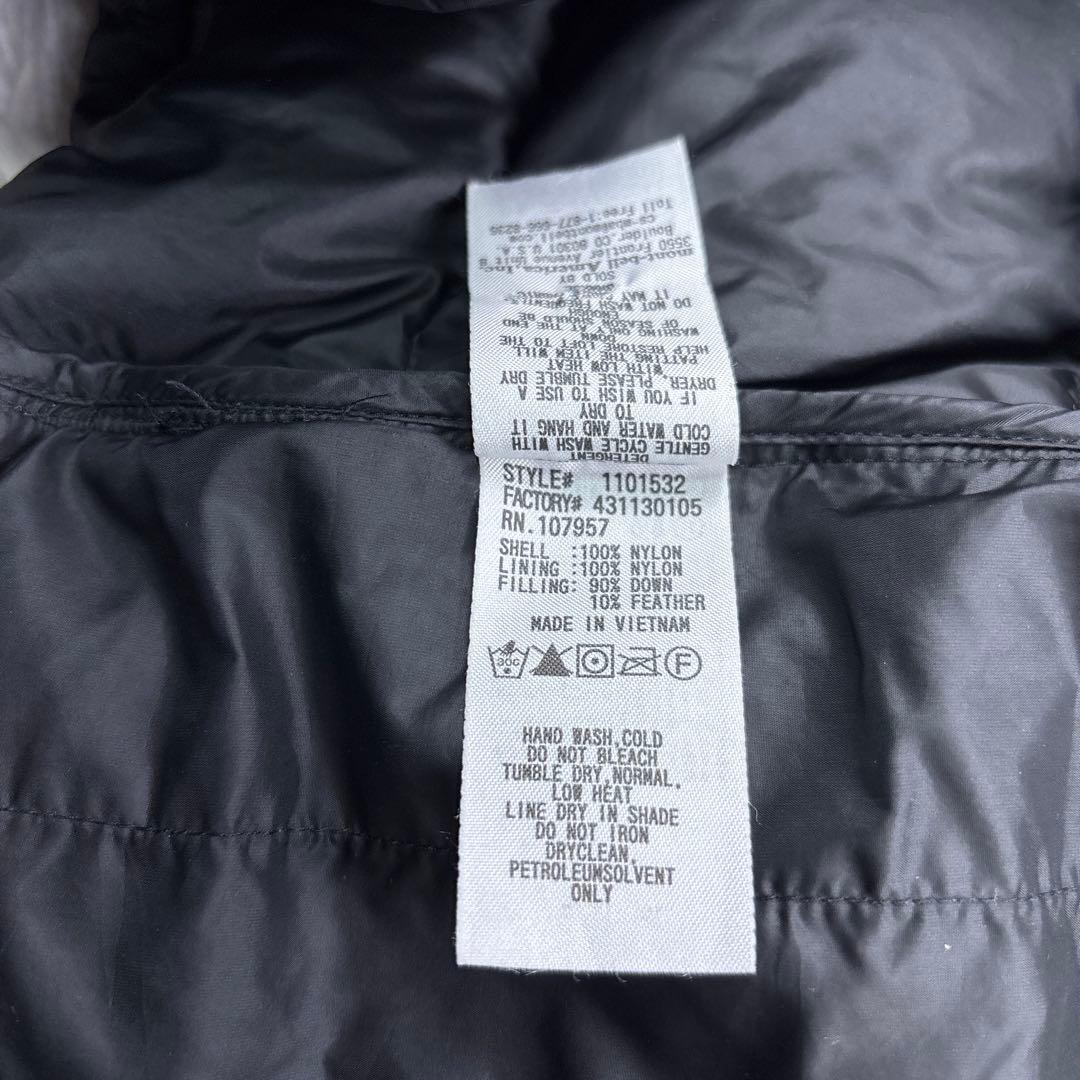 DETERGENT
GENTLE CYCLE WASH WITH
COLD WATER AND HANG IT
TO DRY
IF YOU WISH TO USE A
DRYER, PLEASE TUMBLE DRY
WITH LOW HEAT
PATTING THE ITEM WILL
HELP RESTORE LOFT TO THE
DOWN
WASHING ONLY AT THE END
OF SEASON SHOULD BE
ENOUGH
DO NOT WASH FREQUENTLY
IT MAY
SOLD BY
mont-bell America,Inc.
3550 Frontier Avenue Unit B
Boulder, CO 80301 U.S.A.
Toll Free:1-877-
STYLE# 1101532
FACTORY# 431130105
RN.107957
SHELL :100% NYLON
LINING :100% NYLON
FILLING: 90% DOWN
10% FEATHER
MADE IN VIETNAM
30C F
HAND WASH,COLD
DO NOT BLEACH
TUMBLE DRY,NORMAL,
LOW HEAT
LINE DRY IN SHADE
DO NOT IRON
DRYCLEAN,
PETROLEUMSOLVENT
ONLY